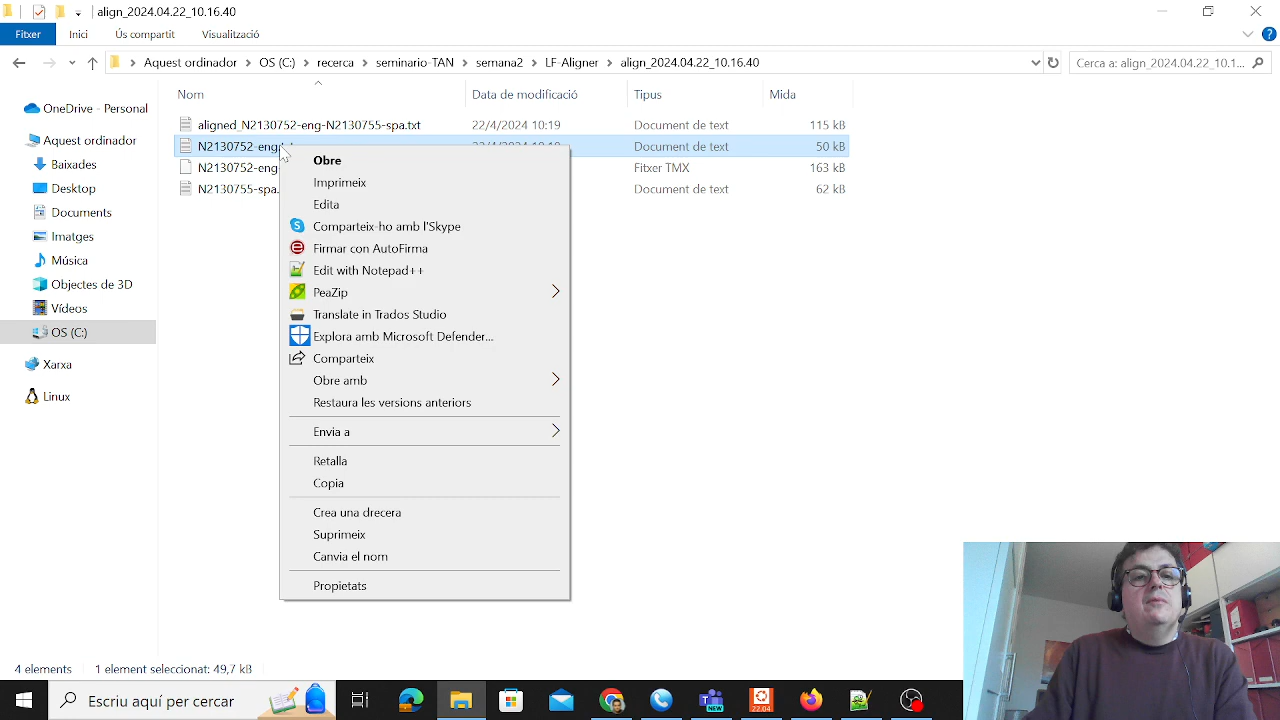 align_2024.04.22_10.16.40
Fitxer Inici Ús compartit Visualització
Aquest ordinador OS (C:) recerca seminario-TAN semana2 LF-Aligner align_2024.04.22_10.16.40
Cerca a: align_2024.04.22_10.1...
Nom Data de modificació Tipus Mida
aligned_N2130752-eng-N2130755-spa.txt 22/4/2024 10:19 Document de text 115 kB
N2130752-eng Document de text 50 kB
N2130752-eng Fitxer TMX 163 kB
N2130755-spa. Document de text 62 kB
OneDrive - Personal
Aquest ordinador
Baixades
Desktop
Documents
Imatges
Música
Objectes de 3D
Vídeos
OS (C:)
Xarxa
Linux
Obre
Imprimeix
Edita
Comparteix-ho amb l'Skype
Firmar con AutoFirma
Edit with Notepad++
PeaZip
Translate in Trados Studio
Explora amb Microsoft Defender...
Comparteix
Obre amb
Restaura les versions anteriors
Envia a
Retalla
Copia
Crea una drecera
Suprimeix
Canvia el nom
Propietats
4 elements 1 element seleccionat: 49,7 kB
Escriu aquí per cercar
NEW
22.04